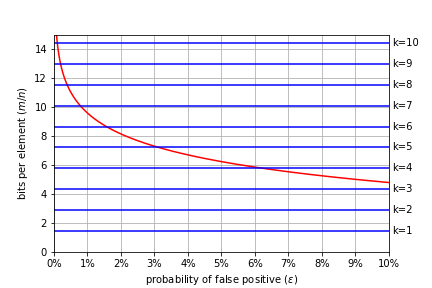 14
12
10
8
6
4
2
0
bits per element (m/n)
k=10
k=9
k=8
k=7
k=6
k=5
k=4
k=3
k=2
k=1
0% 1% 2% 3% 4% 5% 6% 7% 8% 9% 10%
probability of false positive (ε)